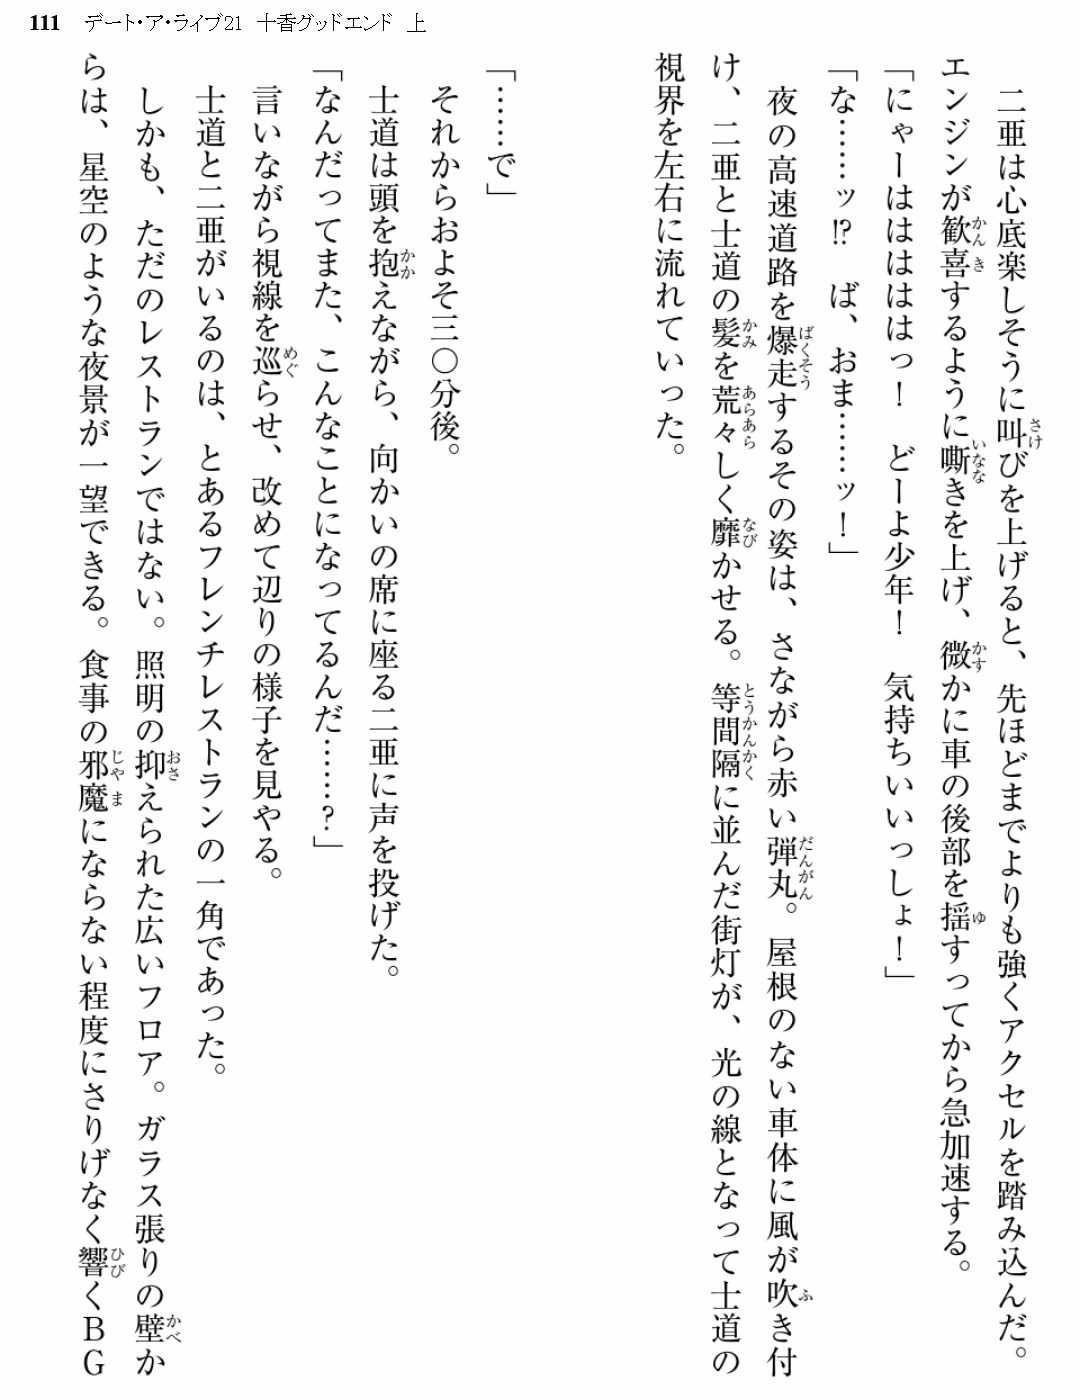 111 デート・ア・ライブ21 十香グッドエンド 上
二亜は心底楽しそうに叫びを上げると、先ほどまでよりも強くアクセルを踏み込んだ。
エンジンが歓喜するように嘶きを上げ、微かに車の後部を揺すってから急加速する。
「にゃーはははははっ! どーよ少年! 気持ちいいっしょ!」
「な……ッ!? ば、おま……ッ!」
夜の高速道路を爆走するその姿は、さながら赤い弾丸。屋根のない車体に風が吹き付
け、二亜と士道の髪を荒々しく靡かせる。等間隔に並んだ街灯が、光の線となって士道の
視界を左右に流れていった。
「……で」
それからおよそ三〇分後。
士道は頭を抱えながら、向かいの席に座る二亜に声を投げた。
「なんだってまた、こんなことになってるんだ……?」
言いながら視線を巡らせ、改めて辺りの様子を見やる。
士道と二亜がいるのは、とあるフレンチレストランの一角であった。
しかも、ただのレストランではない。照明の抑えられた広いフロア。ガラス張りの壁か
らは、星空のような夜景が一望できる。食事の邪魔にならない程度にさりげなく響くBG